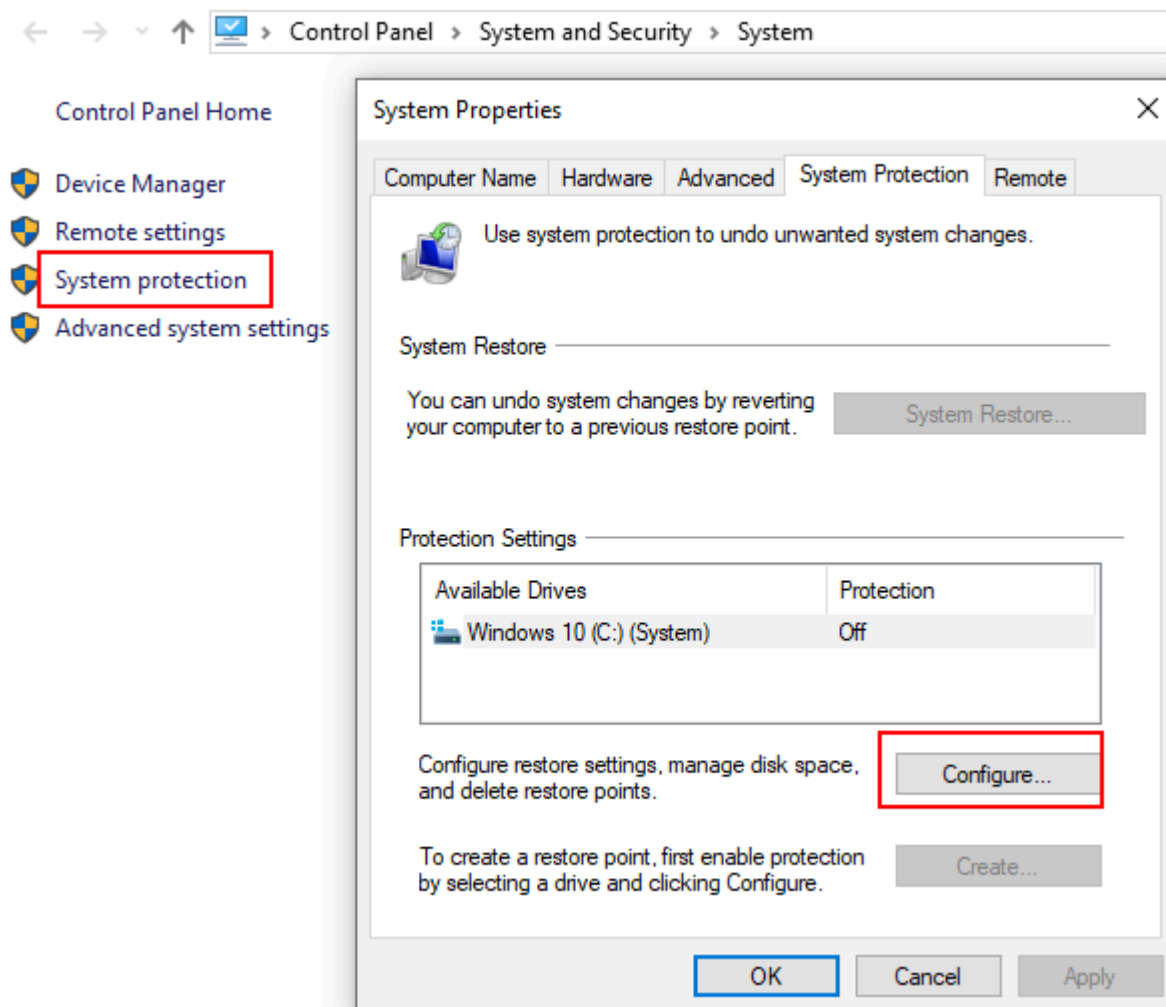 Control Panel > System and Security > System
Control Panel Home
Device Manager
Remote settings
System protection
Advanced system settings
System Properties
Computer Name Hardware Advanced System Protection Remote
Use system protection to undo unwanted system changes.
System Restore
You can undo system changes by reverting
your computer to a previous restore point.
System Restore...
Protection Settings
Available Drives Protection
Windows 10 (C:) (System) Off
Configure restore settings, manage disk space,
and delete restore points.
Configure...
To create a restore point, first enable protection
by selecting a drive and clicking Configure.
Create...
OK Cancel Apply